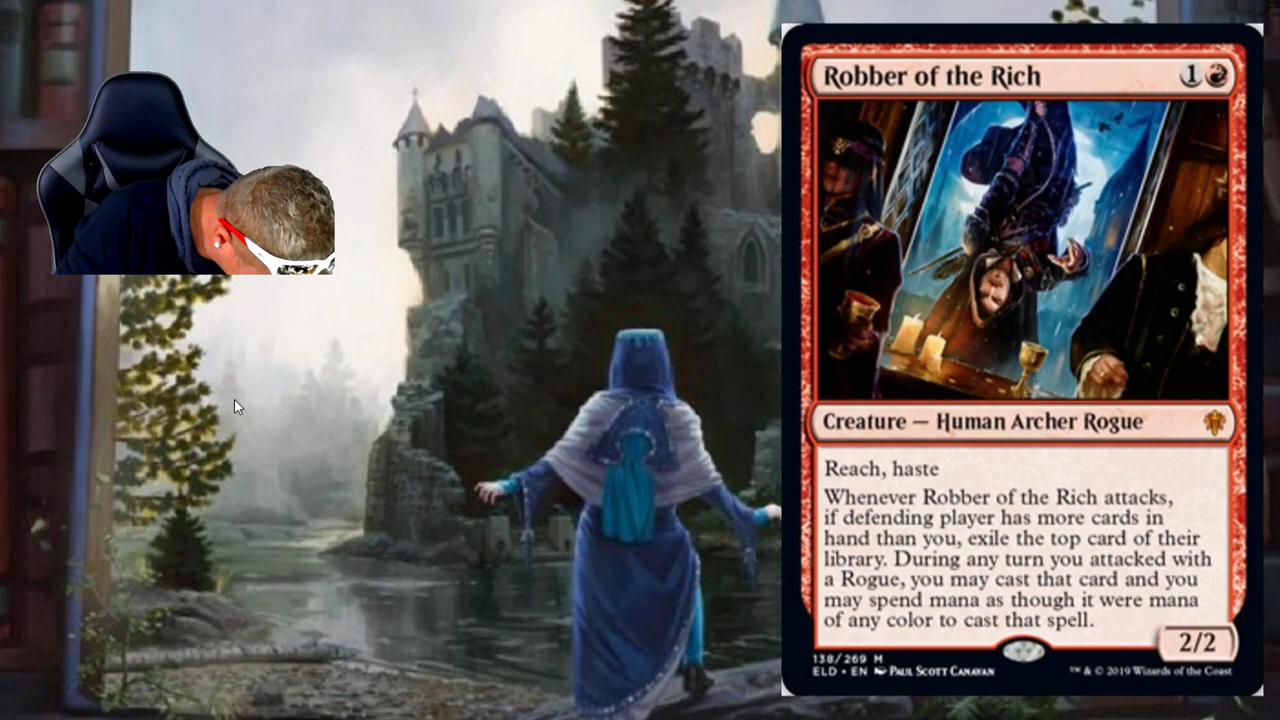 Robber of the Rich 1
Creature — Human Archer Rogue
Reach, haste
Whenever Robber of the Rich attacks,
if defending player has more cards in
hand than you, exile the top card of their
library. During any turn you attacked with
a Rogue, you may cast that card and you
may spend mana as though it were mana
of any color to cast that spell.
2/2
138/269 M
ELD • EN Paul Scott Canavan ™ & © 2019 Wizards of the Coast